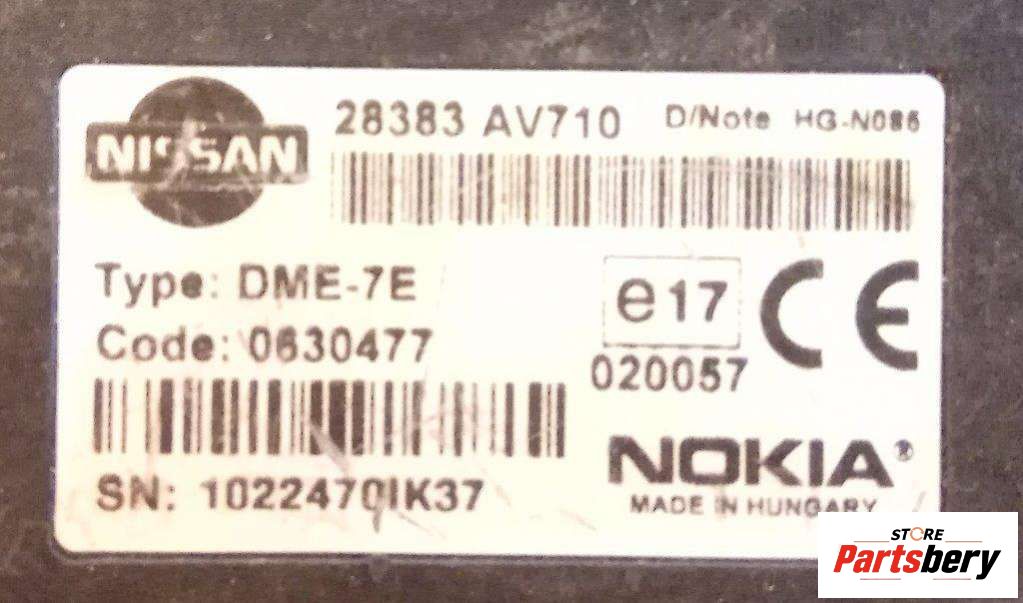 NISSAN
28383 AV710 D/Note HG-N086
Type: DME-7E
Code: 0630477
SN: 1022470IK37
e17
020057
CE
NOKIA®
MADE IN HUNGARY
STORE
Partsbery